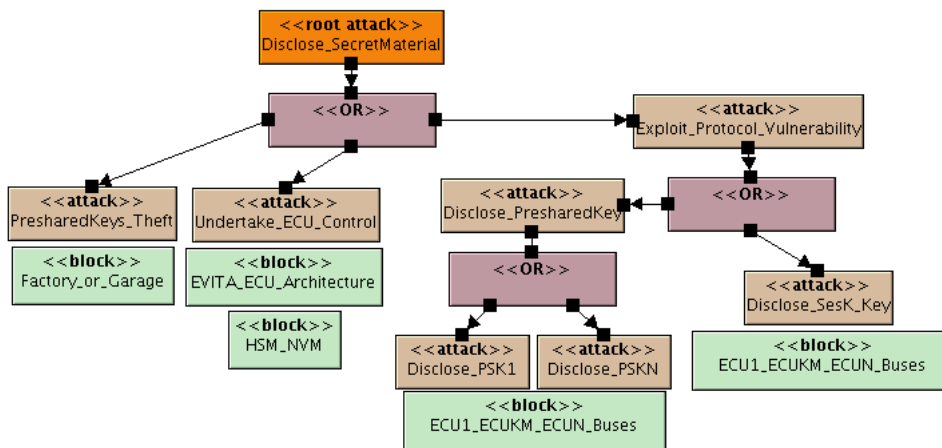 <<root attack>>
Disclose_SecretMaterial
<<OR>>
<<attack>>
Exploit_Protocol_Vulnerability
<<attack>>
PresharedKeys_Theft
<<attack>>
Undertake_ECU_Control
<<attack>>
Disclose_PresharedKey
<<OR>>
<<block>>
Factory_or_Garage
<<block>>
EVITA_ECU_Architecture
<<OR>>
<<attack>>
Disclose_SesK_Key
<<block>>
HSM_NVM
<<attack>>
Disclose_PSK1
<<attack>>
Disclose_PSKN
<<block>>
ECU1_ECUKM_ECUN_Buses
<<block>>
ECU1_ECUKM_ECUN_Buses